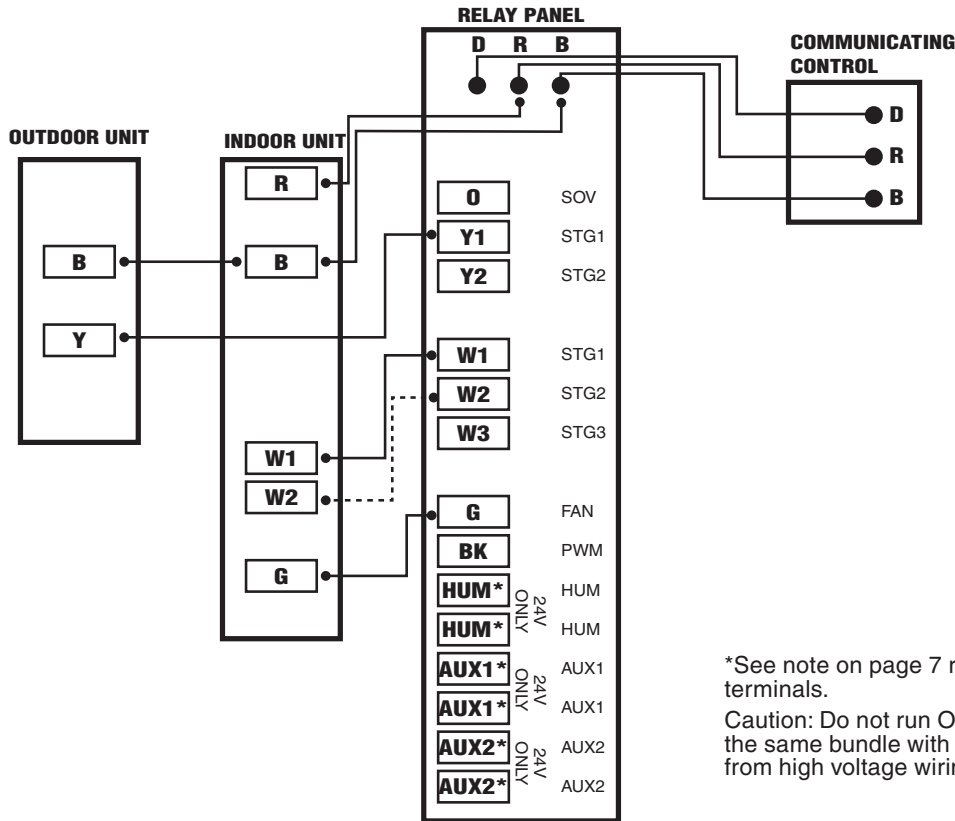 RELAY PANEL
D R B
COMMUNICATING
CONTROL
D
R
B
OUTDOOR UNIT
B
Y
INDOOR UNIT
R
B
W1
W2
G
O SOV
Y1 STG1
Y2 STG2
W1 STG1
W2 STG2
W3 STG3
G FAN
BK PWM
HUM* HUM
24V
ONLY
HUM* HUM
AUX1* AUX1
24V
ONLY
AUX1* AUX1
AUX2* AUX2
24V
ONLY
AUX2* AUX2
*See note on page 7
terminals.
Caution: Do not run
the same bundle with
from high voltage